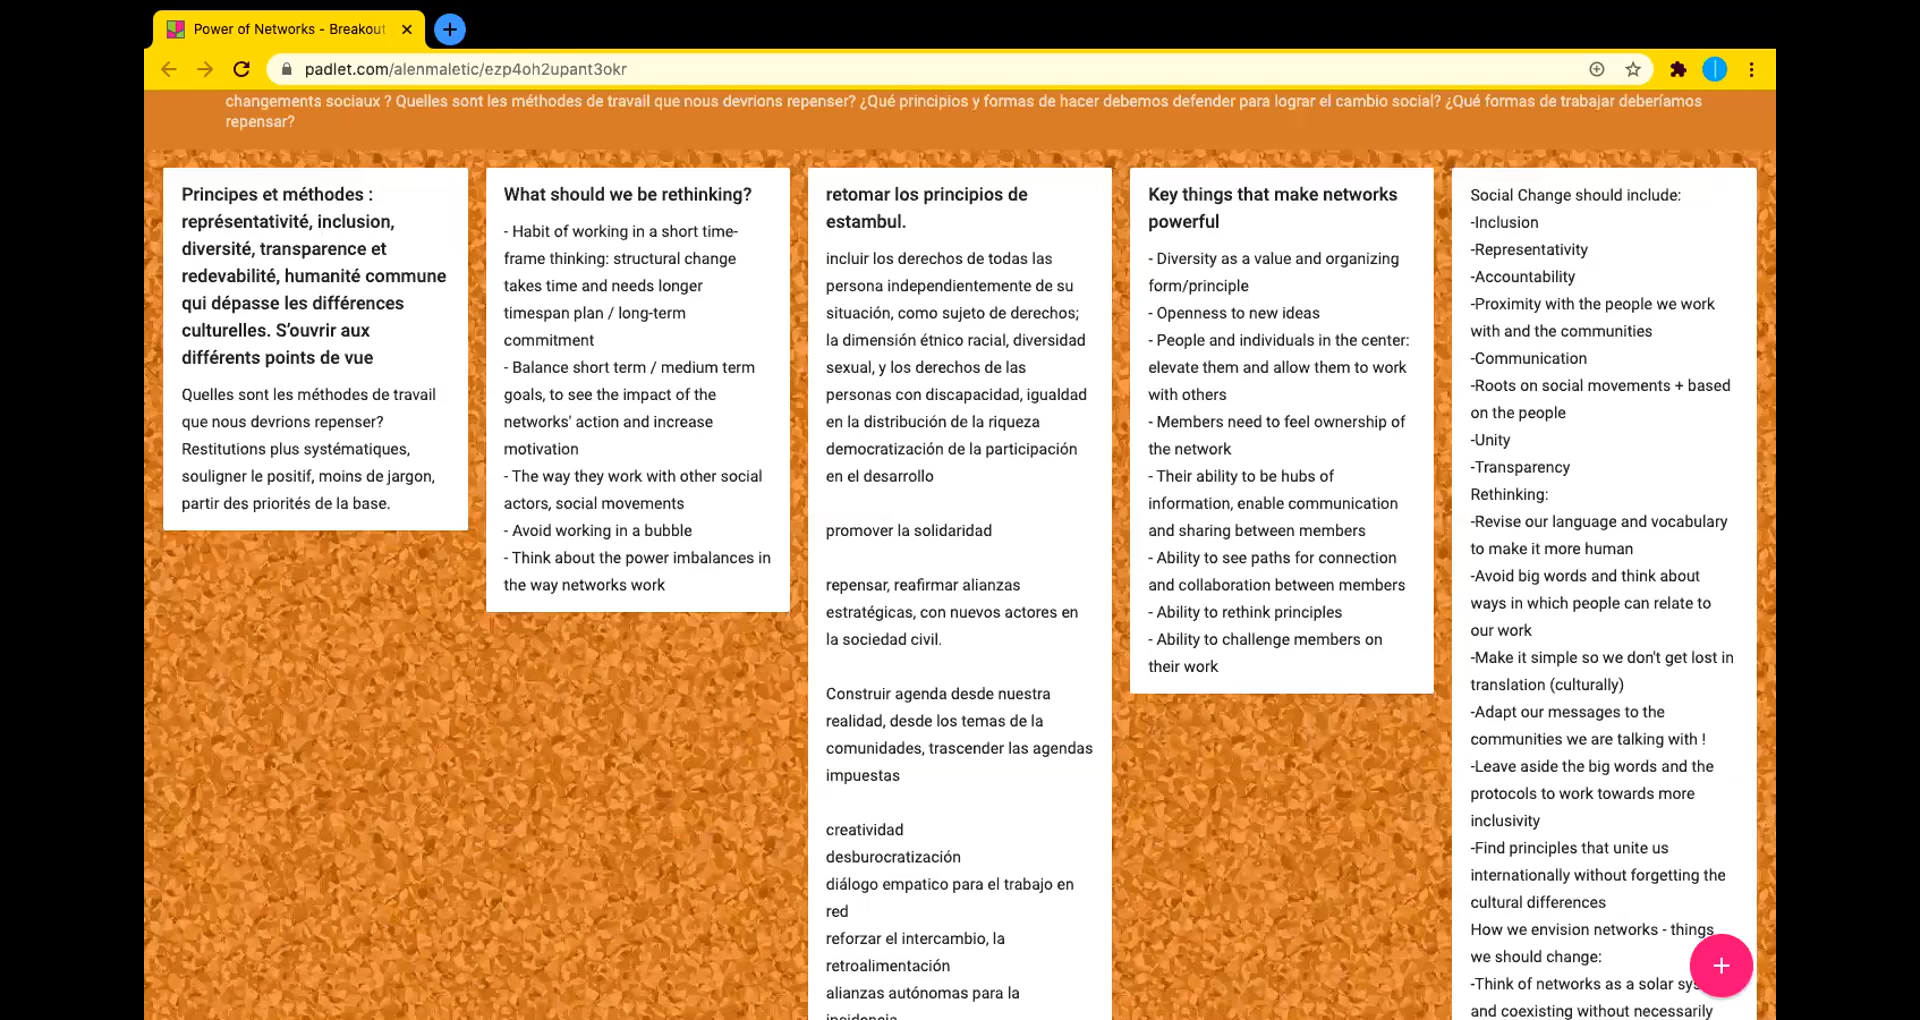 Power of Networks - Breakout
padlet.com/alenmaletic/ezp4oh2upant3okr
changements sociaux ? Quelles sont les méthodes de travail que nous devrions repenser? ¿Qué principios y formas de hacer debemos defender para lograr el cambio social? ¿Qué formas de trabajar deberíamos
repensar?
Principes et méthodes :
représentativité, inclusion,
diversité, transparence et
redevabilité, humanité commune
qui dépasse les différences
culturelles. S'ouvrir aux
différents points de vue
Quelles sont les méthodes de travail
que nous devrions repenser?
Restitutions plus systématiques,
souligner le positif, moins de jargon,
partir des priorités de la base.
What should we be rethinking?
- Habit of working in a short time-
frame thinking: structural change
takes time and needs longer
timespan plan / long-term
commitment
- Balance short term / medium term
goals, to see the impact of the
networks' action and increase
motivation
- The way they work with other social
actors, social movements
- Avoid working in a bubble
- Think about the power imbalances in
the way networks work
retomar los principios de
estambul.
incluir los derechos de todas las
persona independientemente de su
situación, como sujeto de derechos;
la dimensión étnico racial, diversidad
sexual, y los derechos de las
personas con discapacidad, igualdad
en la distribución de la riqueza
democratización de la participación
en el desarrollo
promover la solidaridad
repensar, reafirmar alianzas
estratégicas, con nuevos actores en
la sociedad civil.
Construir agenda desde nuestra
realidad, desde los temas de la
comunidades, trascender las agendas
impuestas
creatividad
desburocratización
diálogo empatico para el trabajo en
red
reforzar el intercambio, la
retroalimentación
alianzas autónomas para la
incidencia
Key things that make networks
powerful
- Diversity as a value and organizing
form/principle
- Openness to new ideas
- People and individuals in the center:
elevate them and allow them to work
with others
- Members need to feel ownership of
the network
- Their ability to be hubs of
information, enable communication
and sharing between members
- Ability to see paths for connection
and collaboration between members
- Ability to rethink principles
- Ability to challenge members on
their work
Social Change should include:
-Inclusion
-Representativity
-Accountability
-Proximity with the people we work
with and the communities
-Communication
-Roots on social movements + based
on the people
-Unity
-Transparency
Rethinking:
-Revise our language and vocabulary
to make it more human
-Avoid big words and think about
ways in which people can relate to
our work
-Make it simple so we don't get lost in
translation (culturally)
-Adapt our messages to the
communities we are talking with !
-Leave aside the big words and the
protocols to work towards more
inclusivity
-Find principles that unite us
internationally without forgetting the
cultural differences
How we envision networks - things
we should change:
-Think of networks as a solar
and coexisting without necessarily